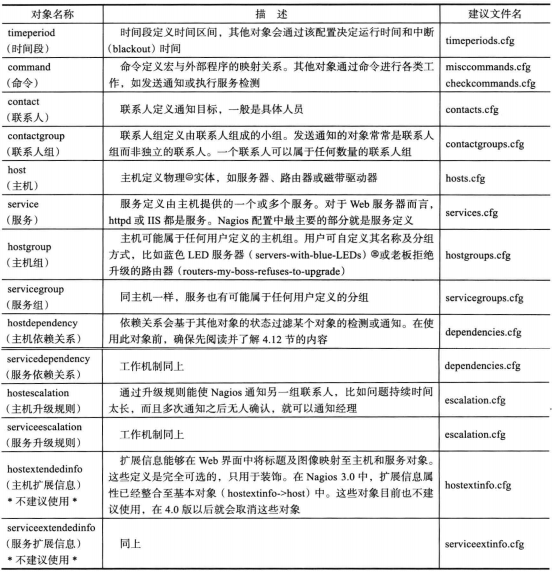 对象名称 描 述 建议文件名
timeperiod
(时间段)
时间段定义时间区间,其他对象会通过该配置决定运行时间和中断
(blackout)时间
timeperiods.cfg
command
(命令)
命令定义宏与外部程序的映射关系。其他对象通过命令进行各类工
作,如发送通知或执行服务检测
misccommands.cfg
checkcommands.cfg
contact
(联系人)
联系人定义通知目标,一般是具体人员
contacts.cfg
contactgroup
(联系人组)
联系人组定义由联系人组成的小组。发送通知的对象常常是联系人
组而非独立的联系人。一个联系人可以属于任何数量的联系人组
contactgroups.cfg
host
(主机)
主机定义物理㊀实体,如服务器、路由器或磁带驱动器
hosts.cfg
service
(服务)
服务定义由主机提供的一个或多个服务。对于 Web 服务器而言,
httpd 或 IIS 都是服务。Nagios 配置中最主要的部分就是服务定义
services.cfg
hostgroup
(主机组)
主机可能属于任何用户定义的主机组。用户可自定义其名称及分组
方式,比如蓝色 LED 服务器(servers-with-blue-LEDs)或老板拒绝
升级的路由器(routers-my-boss-refuses-to-upgrade)
hostgroups.cfg
servicegroup
(服务组)
同主机一样,服务也有可能属于任何用户定义的分组
servicegroups.cfg
hostdependency
(主机依赖关系)
依赖关系会基于其他对象的状态过滤某个对象的检测或通知。在使
用此对象前,确保先阅读并了解 4.12 节的内容
dependencies.cfg
servicedependency
(服务依赖关系)
工作机制同上
dependencies.cfg
hostescalation
(主机升级规则)
通过升级规则能使 Nagios 通知另一组联系人,比如问题持续时间
太长,而且多次通知之后无人确认,就可以通知经理
escalation.cfg
serviceescalation
(服务升级规则)
工作机制同上
escalation.cfg
hostextendedinfo
(主机扩展信息)
* 不建议使用 *
扩展信息能够在 Web 界面中将标题及图像映射至主机和服务对象。
这些定义是完全可选的,只用于装饰。在 Nagios 3.0 中,扩展信息属
性已经整合至基本对象(hostextinfo->host)中。这些对象目前也不建
议使用,在 4.0 版以后就会取消这些对象
hostextinfo.cfg
serviceextendedinfo
(服务扩展信息)
* 不建议使用 *
同上
serviceextinfo.cfg